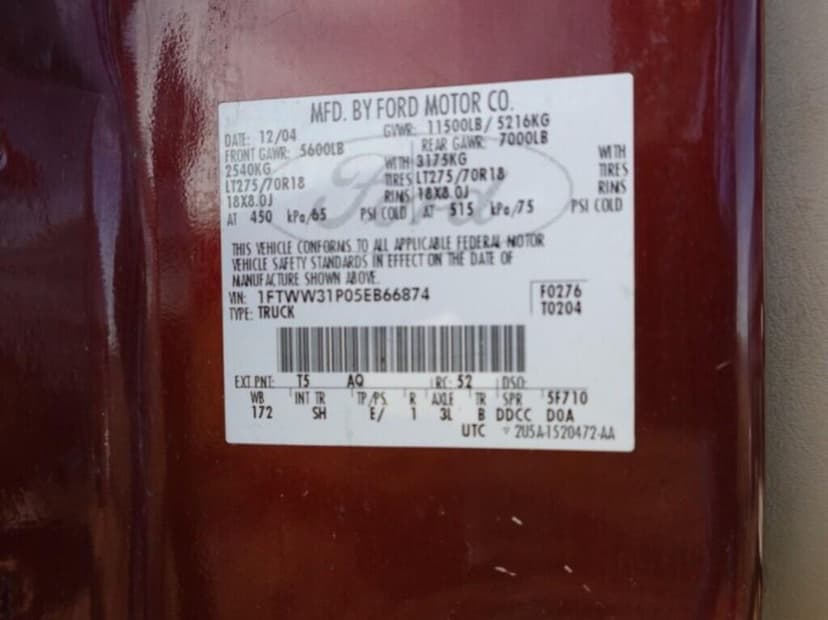 MFD. BY FORD MOTOR CO.
DATE: 12/04 GVWR: 11500LB/ 5216KG
FRONT GAWR: 5600LB REAR GAWR: 7000LB
2540KG WITH 3175KG WITH
LT275/70R18 TIRES LT275/70R18 TIRES
18X8.0J RIMS 18X8.0J RIMS
AT 450 kPa/65 PSI COLD AT 515 kPa/75 PSI COLD
Ford
THIS VEHICLE CONFORMS TO ALL APPLICABLE FEDERAL MOTOR
VEHICLE SAFETY STANDARDS IN EFFECT ON THE DATE OF
MANUFACTURE SHOWN ABOVE.
VIN: 1FTWW31P05EB66874 F0276
TYPE: TRUCK T0204
EXT PNT: T5 AQ RC: 52 DSO:
WB INT TR TP/PS R AXLE TR SPR 5F710
172 SH E/ 1 3L B DDCC D0A
UTC 2U5A-1520472-AA